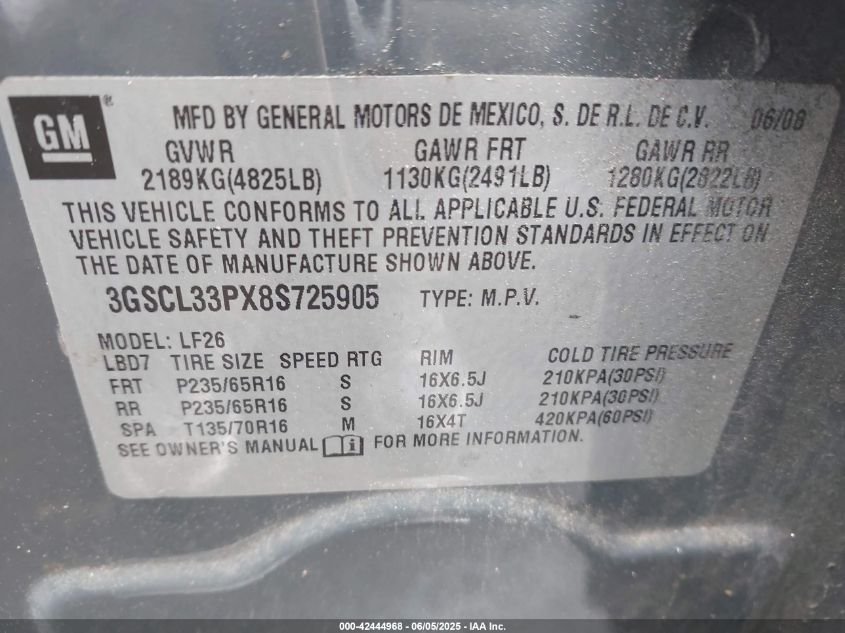 GM ®
MFD BY GENERAL MOTORS DE MEXICO, S. DE R.L. DE C.V. 06/08
GVWR GAWR FRT GAWR RR
2189KG(4825LB) 1130KG(2491LB) 1280KG(2822LB)
THIS VEHICLE CONFORMS TO ALL APPLICABLE U.S. FEDERAL MOTOR
VEHICLE SAFETY AND THEFT PREVENTION STANDARDS IN EFFECT ON
THE DATE OF MANUFACTURE SHOWN ABOVE.
3GSCL33PX8S725905 TYPE: M.P.V.
MODEL: LF26
LBD7 TIRE SIZE SPEED RTG RIM COLD TIRE PRESSURE
FRT P235/65R16 S 16X6.5J 210KPA(30PSI)
RR P235/65R16 S 16X6.5J 210KPA(30PSI)
SPA T135/70R16 M 16X4T 420KPA(60PSI)
SEE OWNER'S MANUAL i FOR MORE INFORMATION.
000-42444968 - 06/05/2025 - IAA Inc.